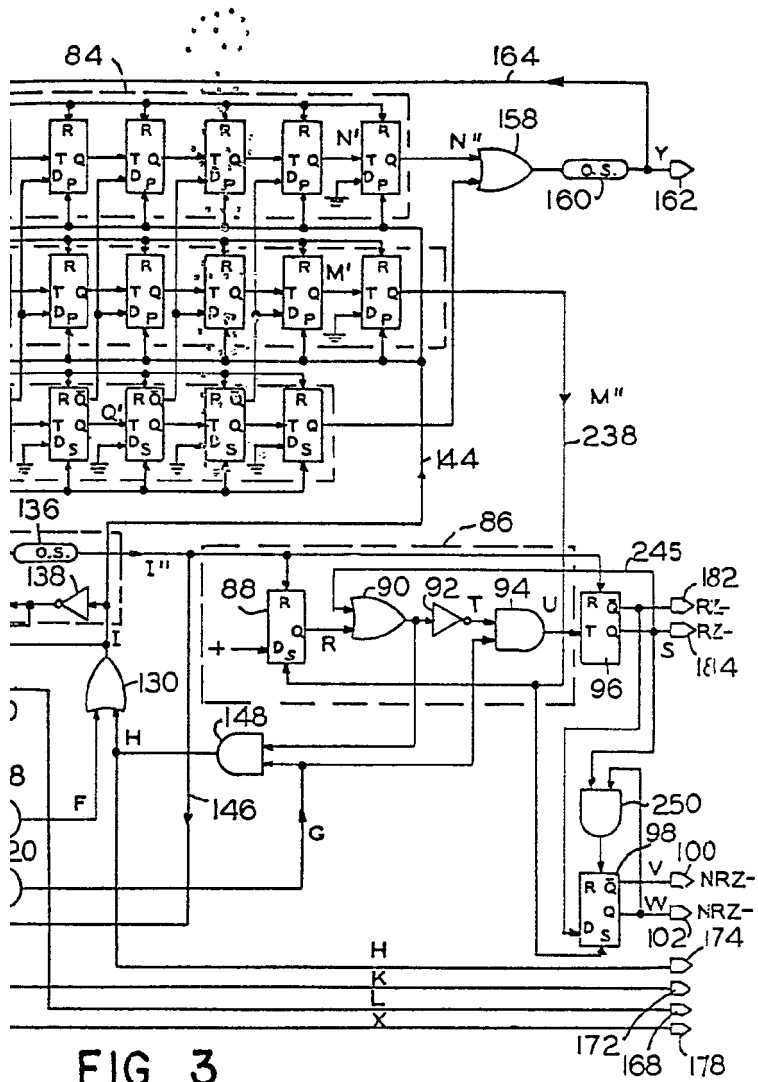 84
164
R R R R R
N' N" 158
T Q T Q T Q T Q T Q
D P D P D P D P D P
O.S.
160
Y
162
R R R R R
M'
T Q T Q T Q T Q T Q
D P D P D P D P D P
M"
R Q̄ R Q̄ R Q̄ R
Q'
T Q T Q T Q T
D S D S D S D S
238
144
136
O.S.
I"
86
245
138
88
R
90
92
T
94
U
R Q̄
182
RZ-
I
+
D S
Q
R
T Q
S
RZ-
184
96
130
148
H
146
F
G
250
98
100
8
20
R Q̄
V
NRZ-
Q
W
NRZ-
D S
102
174
H
K
L
X
172
168
178
FIG 3